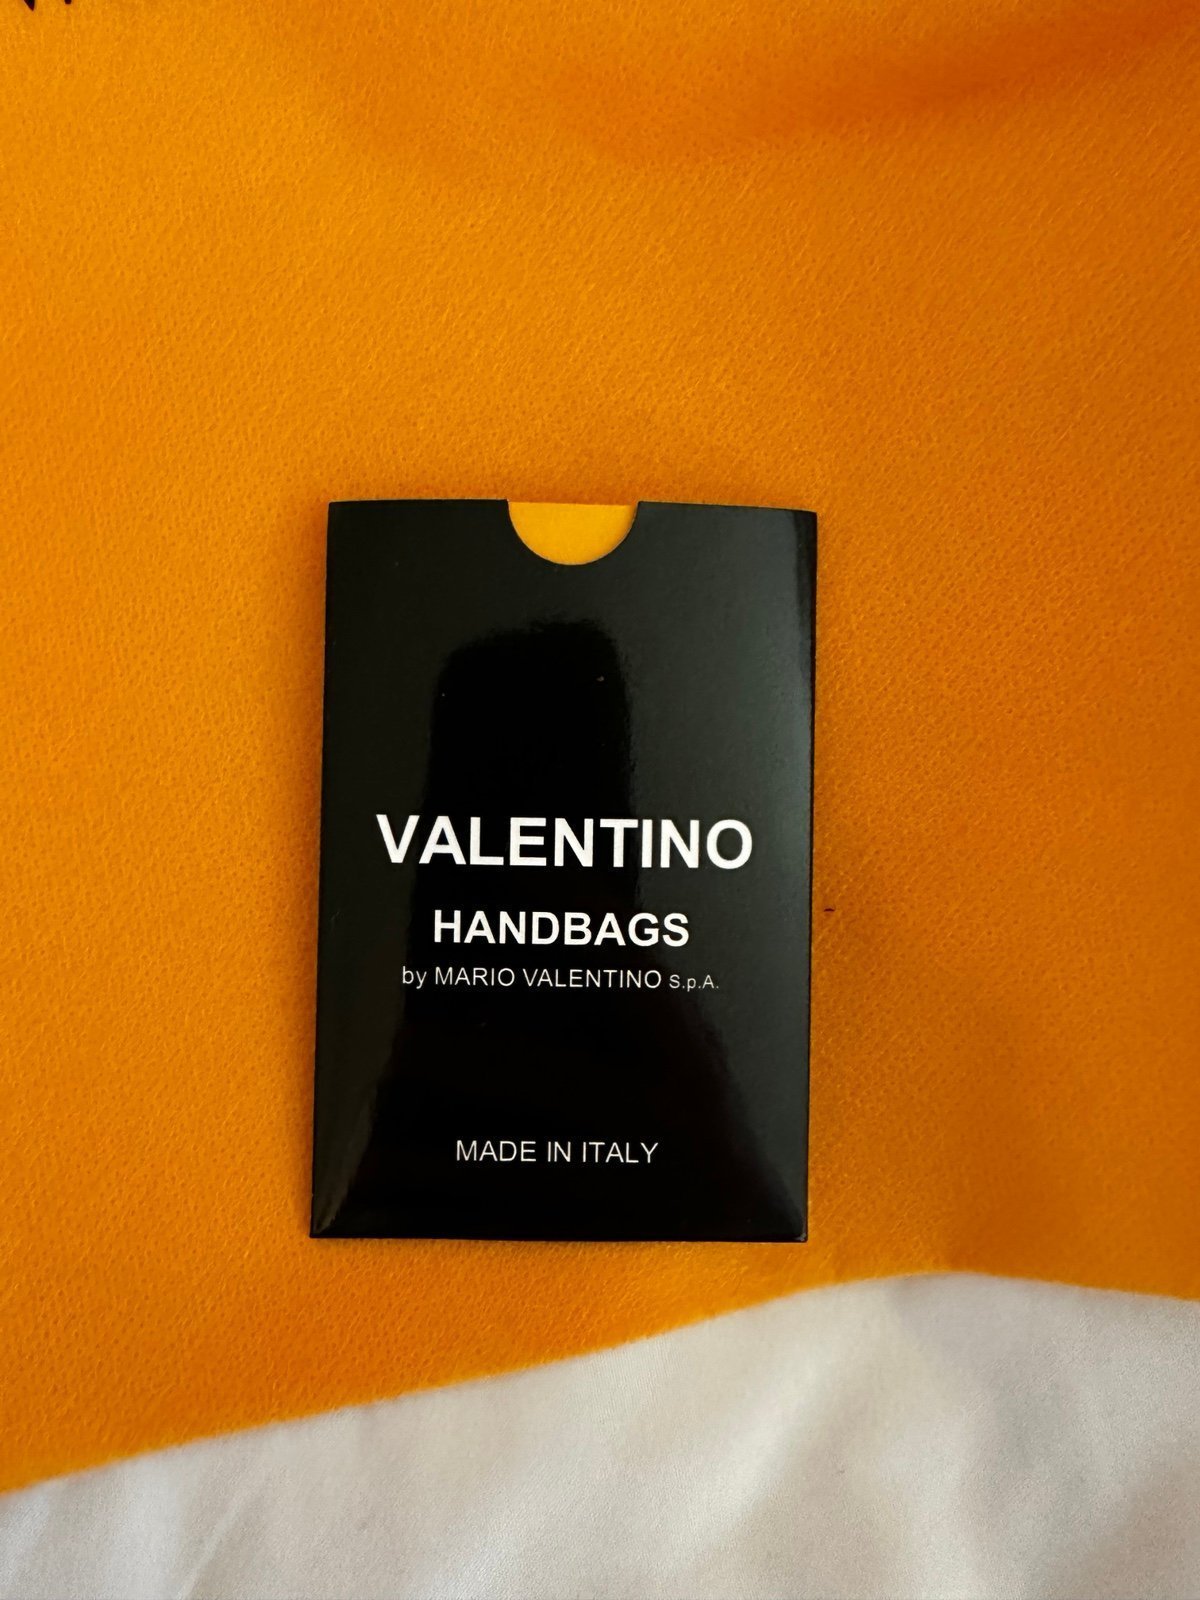 VALENTINO
HANDBAGS
by MARIO VALENTINO S.p.A.
MADE IN ITALY